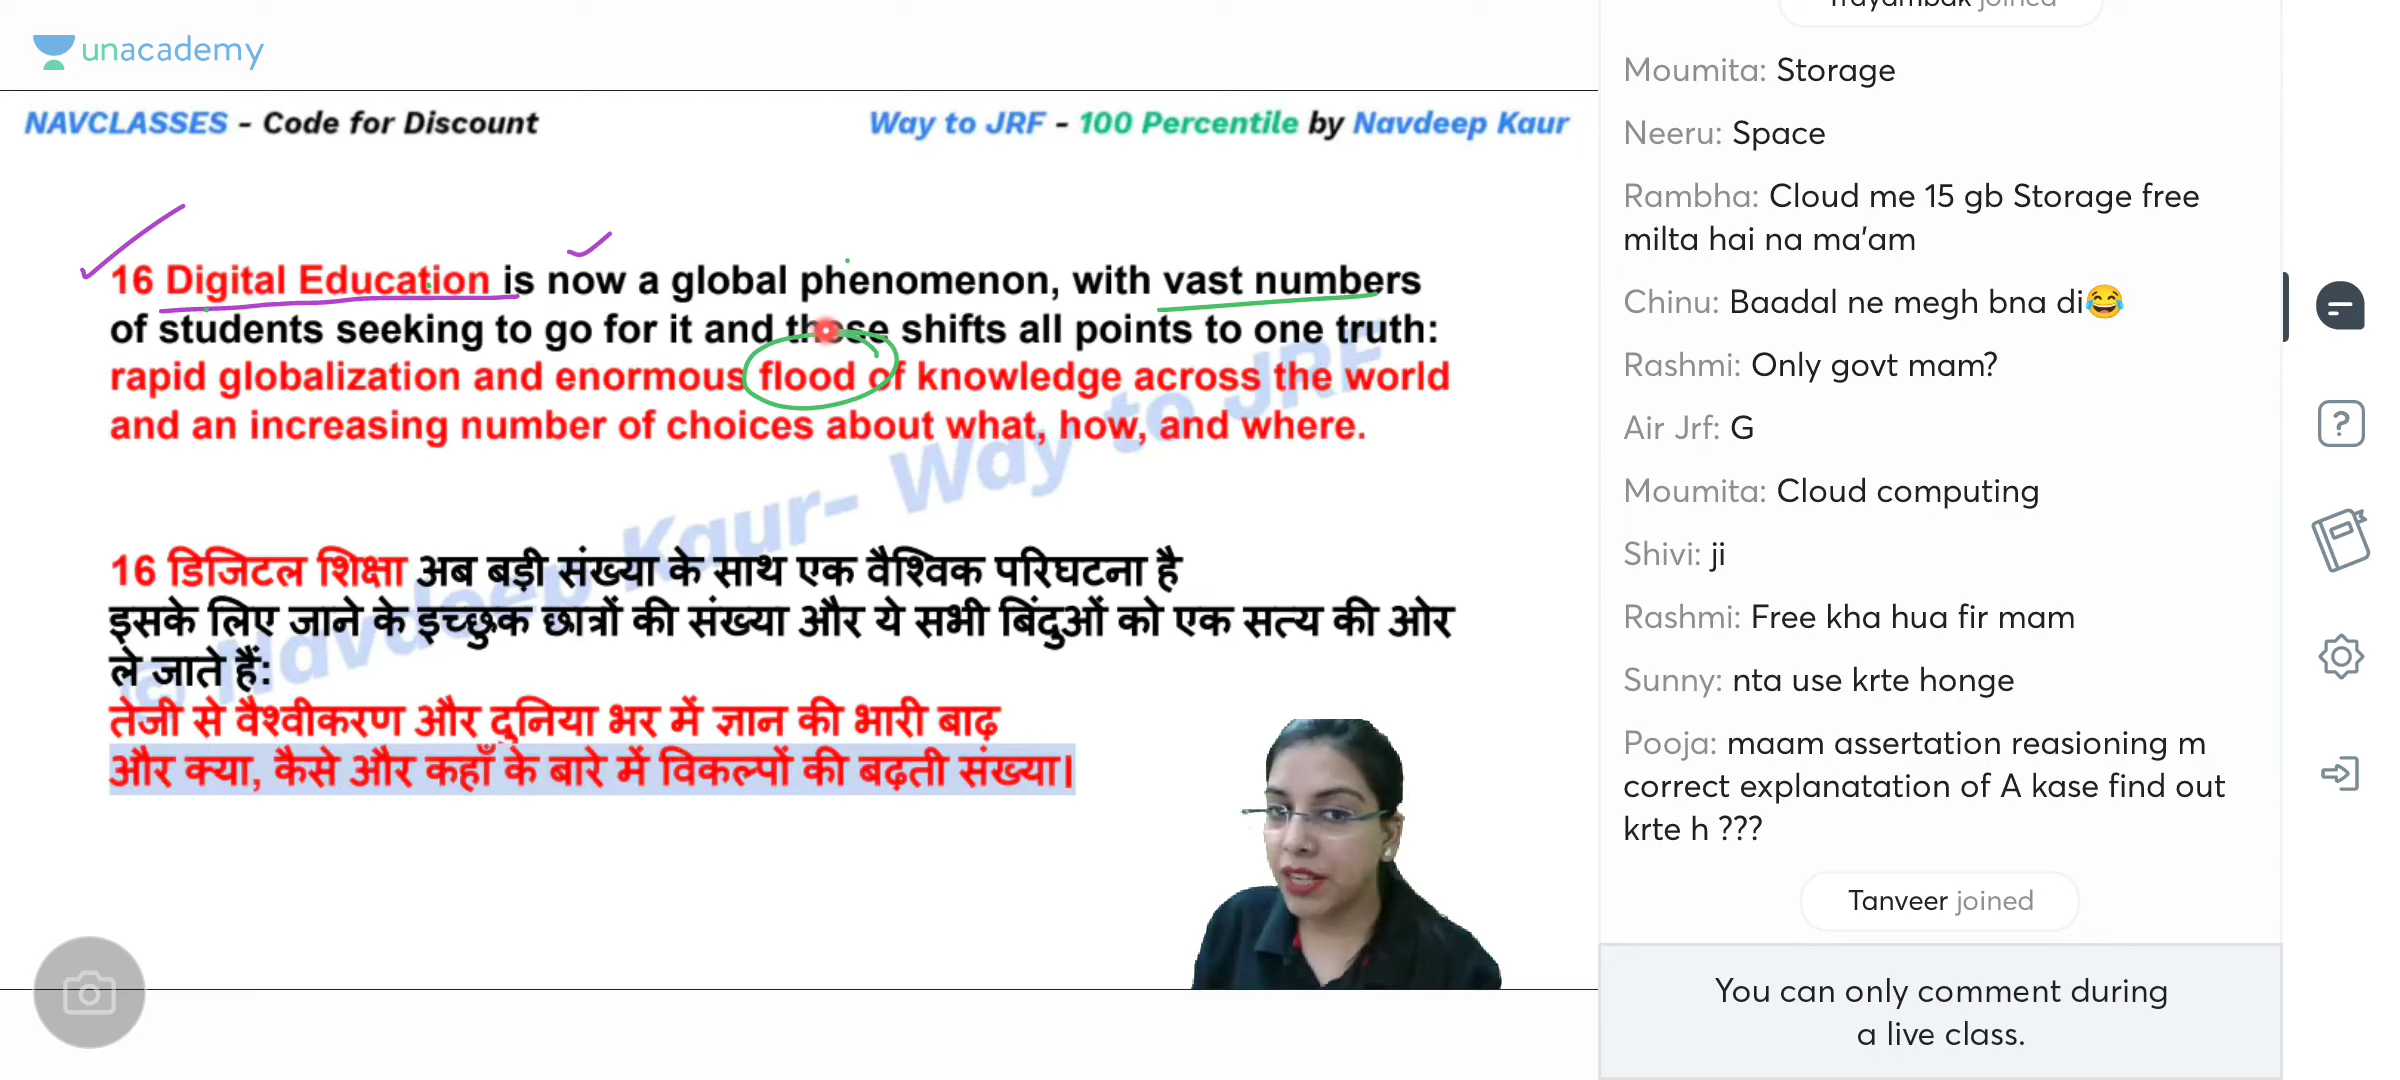 unacademy
NAVCLASSES - Code for Discount
Way to JRF - 100 Percentile by Navdeep Kaur
16 Digital Education is now a global phenomenon, with vast numbers
of students seeking to go for it and these shifts all points to one truth:
rapid globalization and enormous flood of knowledge across the world
and an increasing number of choices about what, how, and where.
© Navdeep Kaur- Way to JRF
16 डिजिटल शिक्षा अब बड़ी संख्या के साथ एक वैश्विक परिघटना है
इसके लिए जाने के इच्छुक छात्रों की संख्या और ये सभी बिंदुओं को एक सत्य की ओर
ले जाते हैं:
तेजी से वैश्वीकरण और दुनिया भर में ज्ञान की भारी बाढ़
और क्या, कैसे और कहाँ के बारे में विकल्पों की बढ़ती संख्या।
Trayambak joined
Moumita: Storage
Neeru: Space
Rambha: Cloud me 15 gb Storage free
milta hai na ma'am
Chinu: Baadal ne megh bna di😂
Rashmi: Only govt mam?
Air Jrf: G
Moumita: Cloud computing
Shivi: ji
Rashmi: Free kha hua fir mam
Sunny: nta use krte honge
Pooja: maam assertation reasioning m
correct explanatation of A kase find out
krte h ???
Tanveer joined
You can only comment during
a live class.